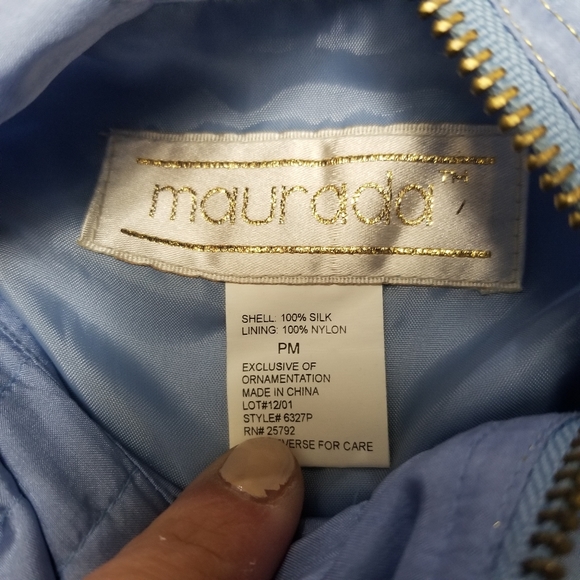 maurada™
SHELL: 100% SILK
LINING: 100% NYLON
PM
EXCLUSIVE OF
ORNAMENTATION
MADE IN CHINA
LOT#12/01
STYLE# 6327P
RN# 25792
FOR CARE